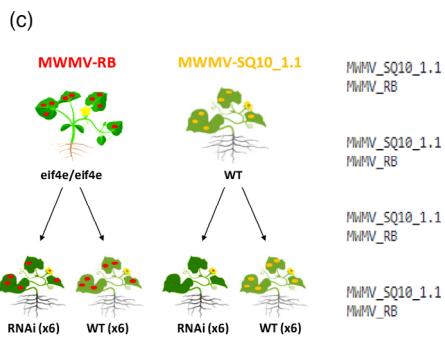 (c)
MWMV-RB MWMV-SQ10_1.1
eif4e/eif4e WT
RNAi (x6) WT (x6) RNAi (x6) WT (x6)
MWMV_SQ10_1.1
MWMV_RB
MWMV_SQ10_1.1
MWMV_RB
MWMV_SQ10_1.1
MWMV_RB
MWMV_SQ10_1.1
MWMV_RB